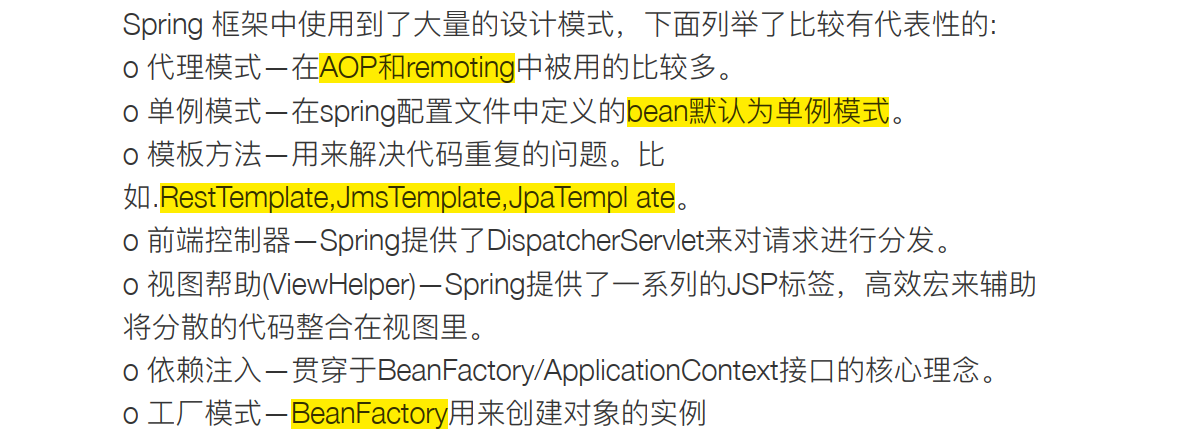 Spring 框架中使用到了大量的设计模式，下面列举了比较有代表性的:
o 代理模式—在AOP和remoting中被用的比较多。
o 单例模式—在spring配置文件中定义的bean默认为单例模式。
o 模板方法—用来解决代码重复的问题。比
如.RestTemplate,JmsTemplate,JpaTempl ate。
o 前端控制器—Spring提供了DispatcherServlet来对请求进行分发。
o 视图帮助(ViewHelper)—Spring提供了一系列的JSP标签，高效宏来辅助
将分散的代码整合在视图里。
o 依赖注入—贯穿于BeanFactory/ApplicationContext接口的核心理念。
o 工厂模式—BeanFactory用来创建对象的实例